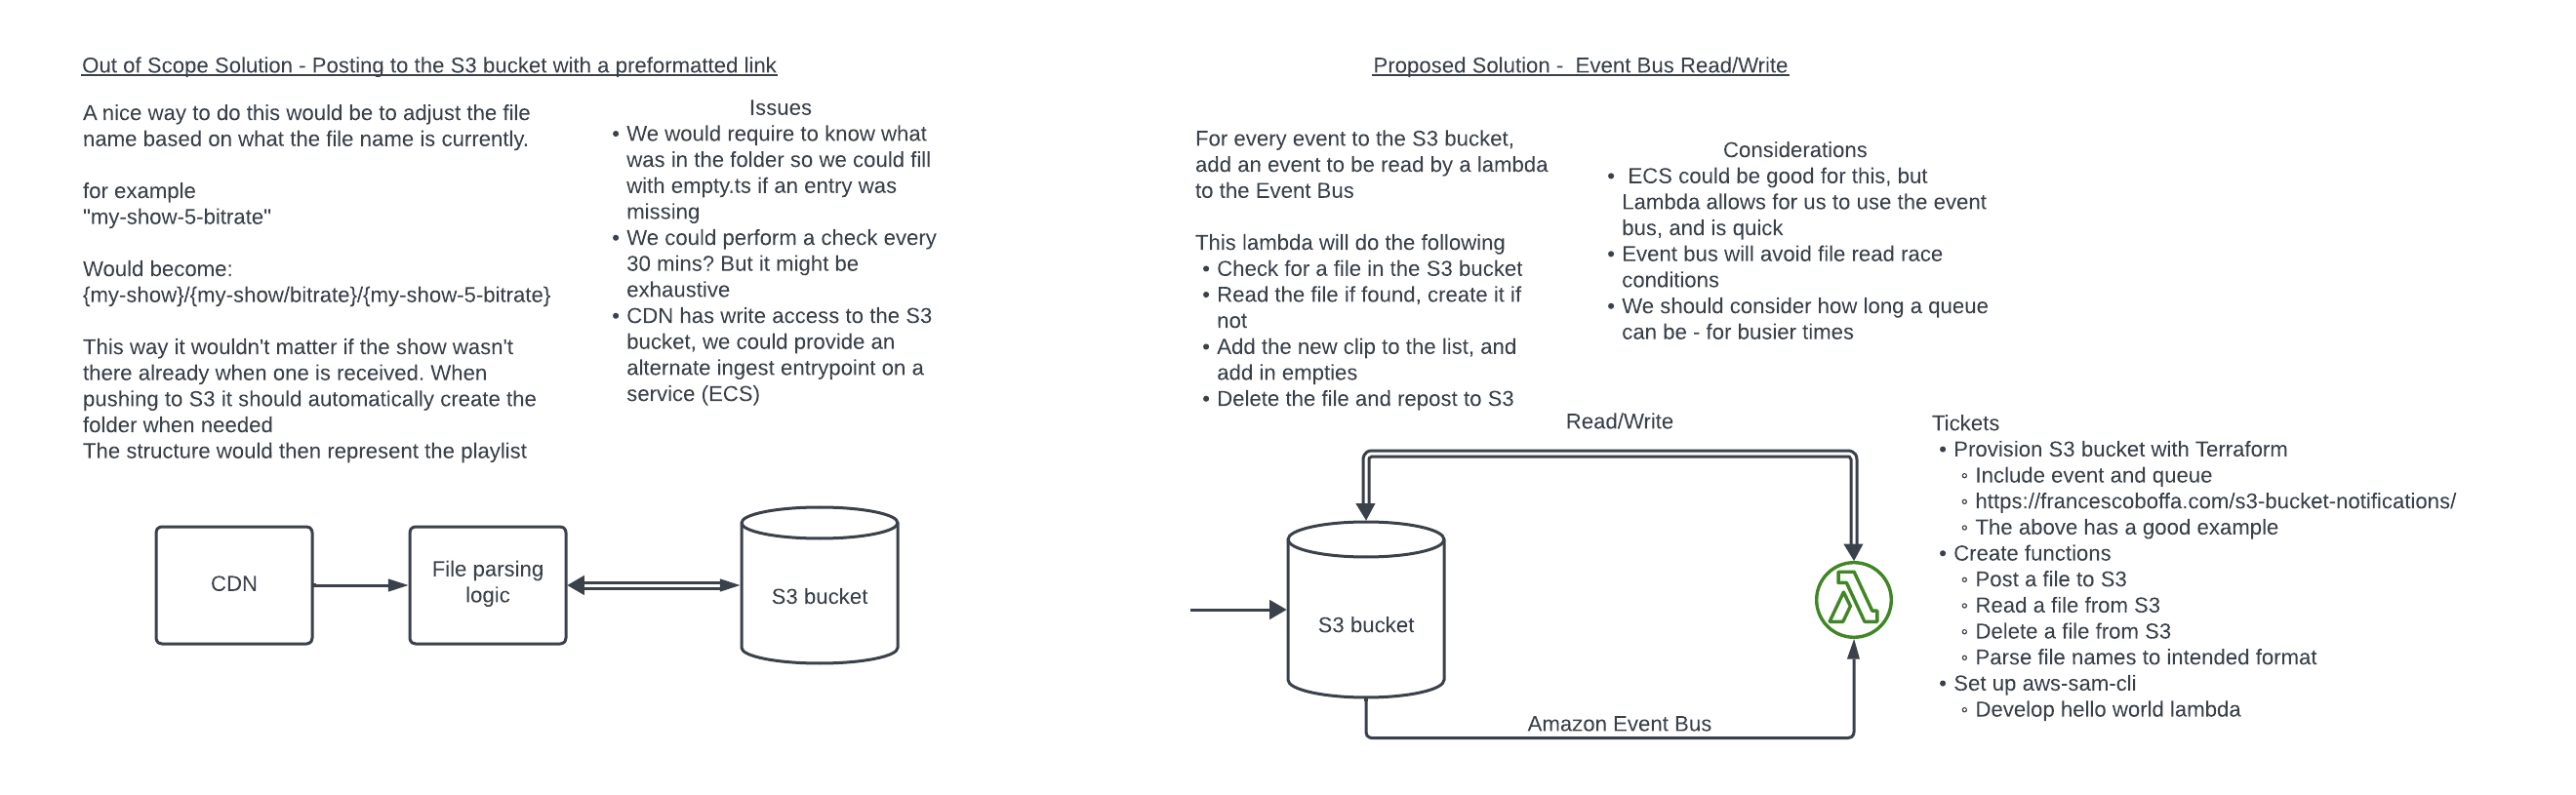 Out of Scope Solution - Posting to the S3 bucket with a preformatted link
A nice way to do this would be to adjust the file
name based on what the file name is currently.
for example
"my-show-5-bitrate"
Would become:
{my-show}/{my-show/bitrate}/{my-show-5-bitrate}
This way it wouldn't matter if the show wasn't
there already when one is received. When
pushing to S3 it should automatically create the
folder when needed
The structure would then represent the playlist
Issues
• We would require to know what
was in the folder so we could fill
with empty.ts if an entry was
missing
• We could perform a check every
30 mins? But it might be
exhaustive
• CDN has write access to the S3
bucket, we could provide an
alternate ingest entrypoint on a
service (ECS)
CDN
File parsing
logic
S3 bucket
Proposed Solution -  Event Bus Read/Write
For every event to the S3 bucket,
add an event to be read by a lambda
to the Event Bus
This lambda will do the following
• Check for a file in the S3 bucket
• Read the file if found, create it if
not
• Add the new clip to the list, and
add in empties
• Delete the file and repost to S3
Considerations
• ECS could be good for this, but
Lambda allows for us to use the event
bus, and is quick
• Event bus will avoid file read race
conditions
• We should consider how long a queue
can be - for busier times
Read/Write
S3 bucket
Amazon Event Bus
Tickets
• Provision S3 bucket with Terraform
◦ Include event and queue
◦ https://francescoboffa.com/s3-bucket-notifications/
◦ The above has a good example
• Create functions
◦ Post a file to S3
◦ Read a file from S3
◦ Delete a file from S3
◦ Parse file names to intended format
• Set up aws-sam-cli
◦ Develop hello world lambda